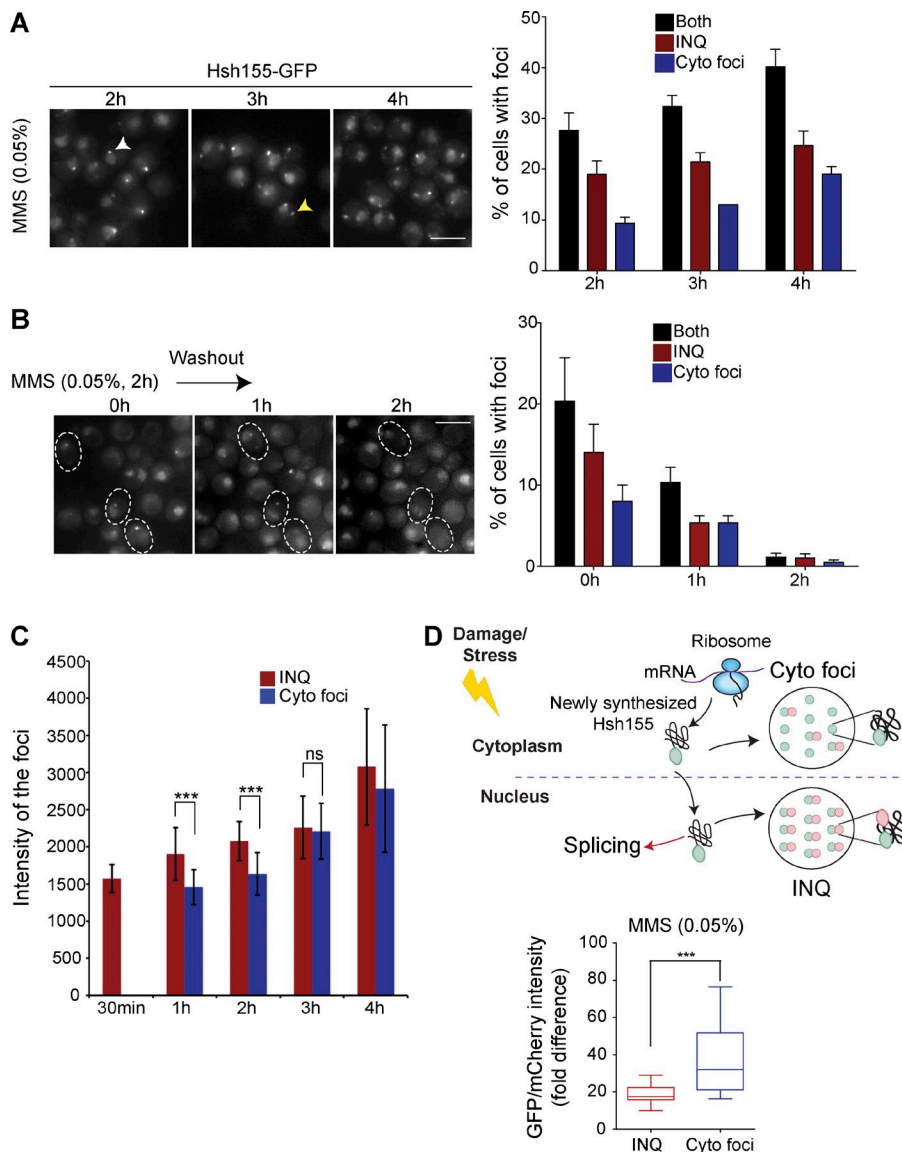 A
Hsh155-GFP
2h 3h 4h
MMS (0.05%)
% of cells with foci
50
40
30
20
10
0
Both
INQ
Cyto foci
2h 3h 4h
B
Washout
MMS (0.05%, 2h)
0h 1h 2h
% of cells with foci
30
20
10
0
Both
INQ
Cyto foci
0h 1h 2h
C
Intensity of the foci
4500
4000
3500
3000
2500
2000
1500
1000
500
0
INQ
Cyto foci
***
***
ns
30min 1h 2h 3h 4h
D
Damage/
Stress
Ribosome
mRNA
Cyto foci
Newly synthesized
Hsh155
Cytoplasm
Nucleus
Splicing
INQ
MMS (0.05%)
GFP/mCherry intensity
(fold difference)
100
80
60
40
20
0
***
INQ Cyto foci